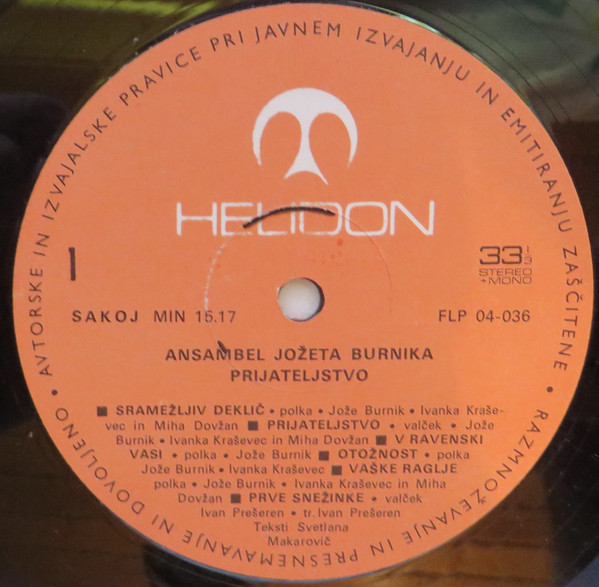 AVTORSKE IN IZVAJALSKE PRAVICE PRI JAVNEM IZVAJANJU IN EMITIRANJU ZAŠČITENE • RAZMNOŽEVANJE IN PRESNEMAVANJE NI DOVOLJENO •
HELIDON
1
33 1/3
STEREO
+MONO
SAKOJ MIN 15.17
FLP 04-036
ANSAMBEL JOŽETA BURNIKA
PRIJATELJSTVO
■ SRAMEŽLJIV DEKLIČ • polka • Jože Burnik • Ivanka Kraše-
vec in Miha Dovžan ■ PRIJATELJSTVO • valček • Jože
Burnik • Ivanka Kraševec in Miha Dovžan ■ V RAVENSKI
VASI • polka • Jože Burnik ■ OTOŽNOST • polka
Jože Burnik • Ivanka Kraševec ■ VAŠKE RAGLJE
polka • Jože Burnik • Ivanka Kraševec in Miha
Dovžan ■ PRVE SNEŽINKE • valček
Ivan Prešeren • tr. Ivan Prešeren
Teksti Svetlana
Makarovič